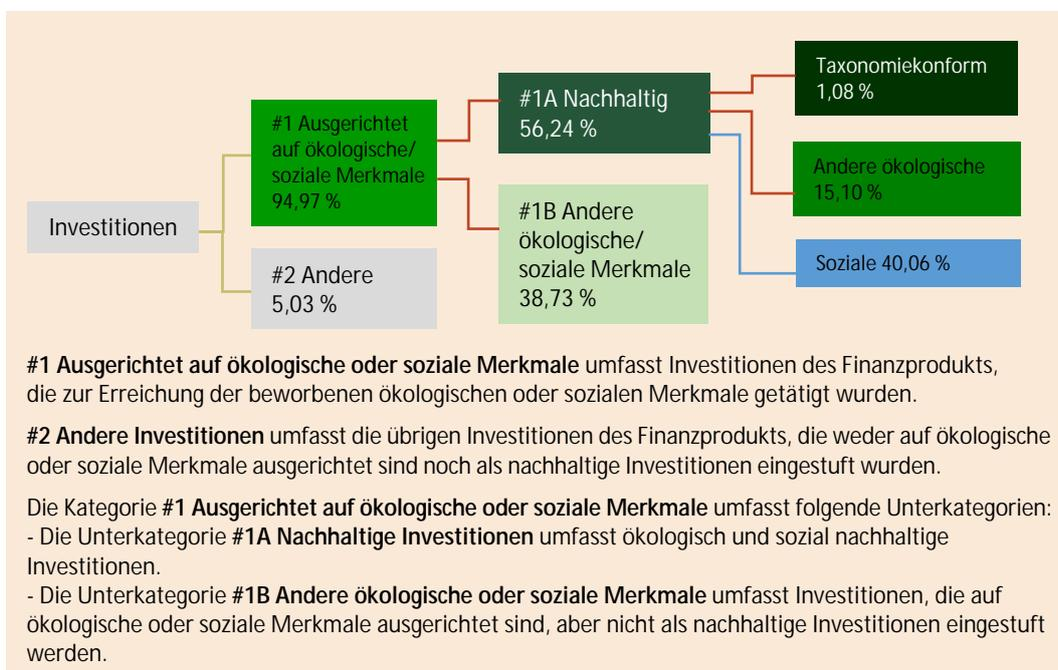 Investitionen
#1 Ausgerichtet
auf ökologische/
soziale Merkmale
94,97 %
#2 Andere
5,03 %
#1A Nachhaltig
56,24 %
#1B Andere
ökologische/
soziale Merkmale
38,73 %
Taxonomiekonform
1,08 %
Andere ökologische
15,10 %
Soziale 40,06 %
#1 Ausgerichtet auf ökologische oder soziale Merkmale umfasst Investitionen des Finanzprodukts,
die zur Erreichung der beworbenen ökologischen oder sozialen Merkmale getätigt wurden.
#2 Andere Investitionen umfasst die übrigen Investitionen des Finanzprodukts, die weder auf ökologische
oder soziale Merkmale ausgerichtet sind noch als nachhaltige Investitionen eingestuft wurden.
Die Kategorie #1 Ausgerichtet auf ökologische oder soziale Merkmale umfasst folgende Unterkategorien:
- Die Unterkategorie #1A Nachhaltige Investitionen umfasst ökologisch und sozial nachhaltige
Investitionen.
- Die Unterkategorie #1B Andere ökologische oder soziale Merkmale umfasst Investitionen, die auf
ökologische oder soziale Merkmale ausgerichtet sind, aber nicht als nachhaltige Investitionen eingestuft
werden.